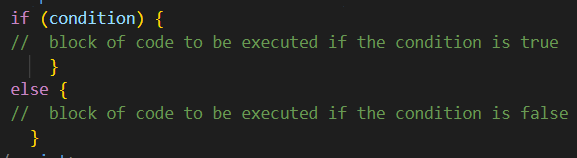 if (condition) {
//  block of code to be executed if the condition is true
    }
else {
//  block of code to be executed if the condition is false
  }